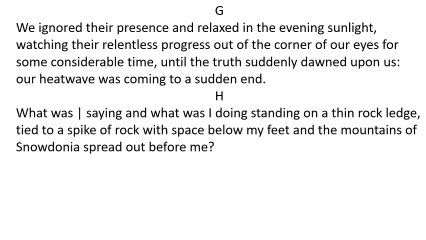 G
We ignored their presence and relaxed in the evening sunlight,
watching their relentless progress out of the corner of our eyes for
some considerable time, until the truth suddenly dawned upon us:
our heatwave was coming to a sudden end.
H
What was | saying and what was I doing standing on a thin rock ledge,
tied to a spike of rock with space below my feet and the mountains of
Snowdonia spread out before me?